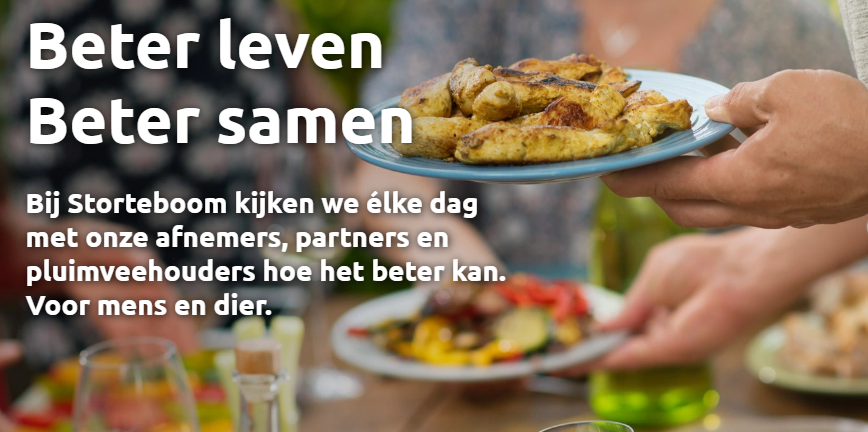 Beter leven
Beter samen
Bij Storteboom kijken we élke dag
met onze afnemers, partners en
pluimveehouders hoe het beter kan.
Voor mens en dier.